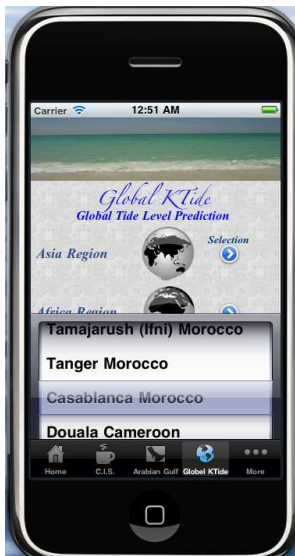 Carrier 12:51 AM
Global KTide
Global Tide Level Prediction
Selection
Asia Region
Africa Region
Tamajarush (Ifni) Morocco
Tanger Morocco
Casablanca Morocco
Douala Cameroon
Home C.I.S. Arabian Gulf Globel KTide More